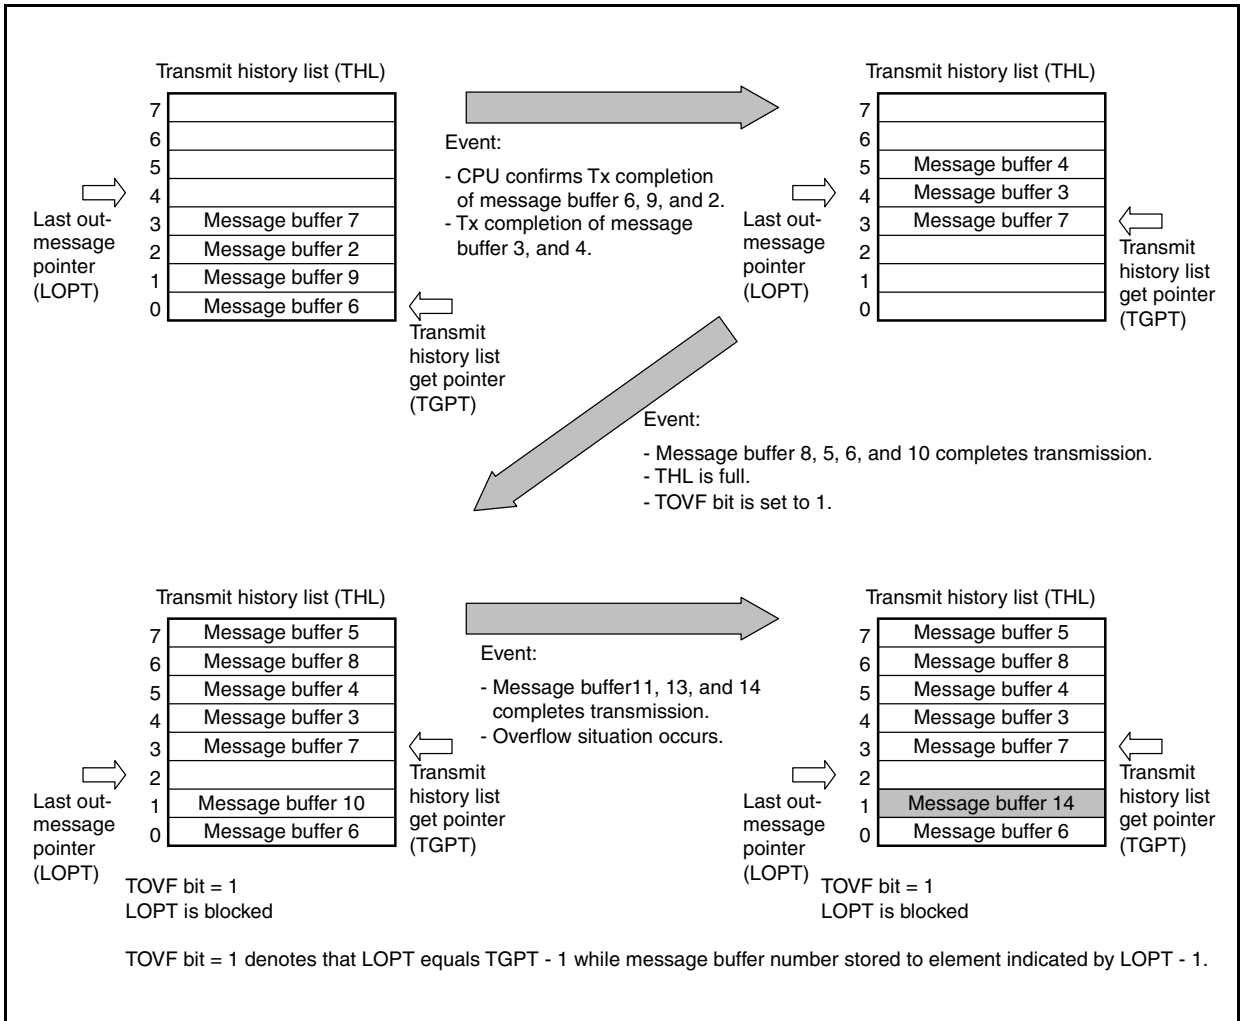 Transmit history list (THL)
7
6
5
4
3 Message buffer 7
2 Message buffer 2
1 Message buffer 9
0 Message buffer 6
Last out-
message
pointer
(LOPT)
Transmit
history list
get pointer
(TGPT)
Event:
- CPU confirms Tx completion
of message buffer 6, 9, and 2.
- Tx completion of message
buffer 3, and 4.
Transmit history list (THL)
7
6
5 Message buffer 4
4 Message buffer 3
3 Message buffer 7
2
1
0
Last out-
message
pointer
(LOPT)
Transmit
history list
get pointer
(TGPT)
Event:
- Message buffer 8, 5, 6, and 10 completes transmission.
- THL is full.
- TOVF bit is set to 1.
Transmit history list (THL)
7 Message buffer 5
6 Message buffer 8
5 Message buffer 4
4 Message buffer 3
3 Message buffer 7
2
1 Message buffer 10
0 Message buffer 6
Last out-
message
pointer
(LOPT)
Transmit
history list
get pointer
(TGPT)
TOVF bit = 1
LOPT is blocked
Event:
- Message buffer11, 13, and 14
completes transmission.
- Overflow situation occurs.
Transmit history list (THL)
7 Message buffer 5
6 Message buffer 8
5 Message buffer 4
4 Message buffer 3
3 Message buffer 7
2
1 Message buffer 14
0 Message buffer 6
Last out-
message
pointer
(LOPT)
Transmit
history list
get pointer
(TGPT)
TOVF bit = 1
LOPT is blocked
TOVF bit = 1 denotes that LOPT equals TGPT - 1 while message buffer number stored to element indicated by LOPT - 1.